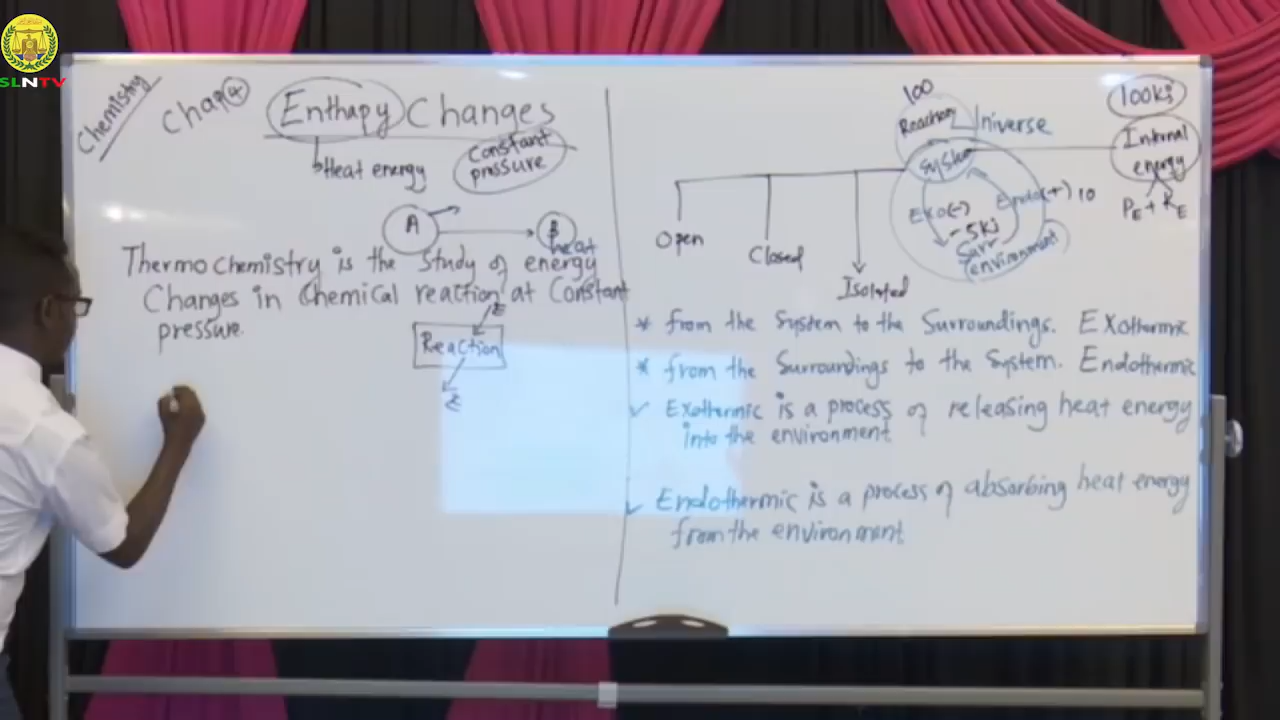 SLNTV
Chemistry
Chap 4
Enthapy Changes
Heat energy
Constant
pressure
A
B
heat
Thermochemistry is the study of energy
Changes in Chemical reaction at Constant
pressure.
E
Reaction
E
100
Reaction
Universe
System
100kj
Internal
energy
PE + KE
Exo(-)
-5kj
Endo(+) 10
Surr
environment
Open
Closed
Isolated
* from the System to the Surroundings. EXothermic
* from the Surroundings to the System. Endothermic
✓ Exothermic is a process of releasing heat energy
into the environment
✓ Endothermic is a process of absorbing heat energy
from the environment